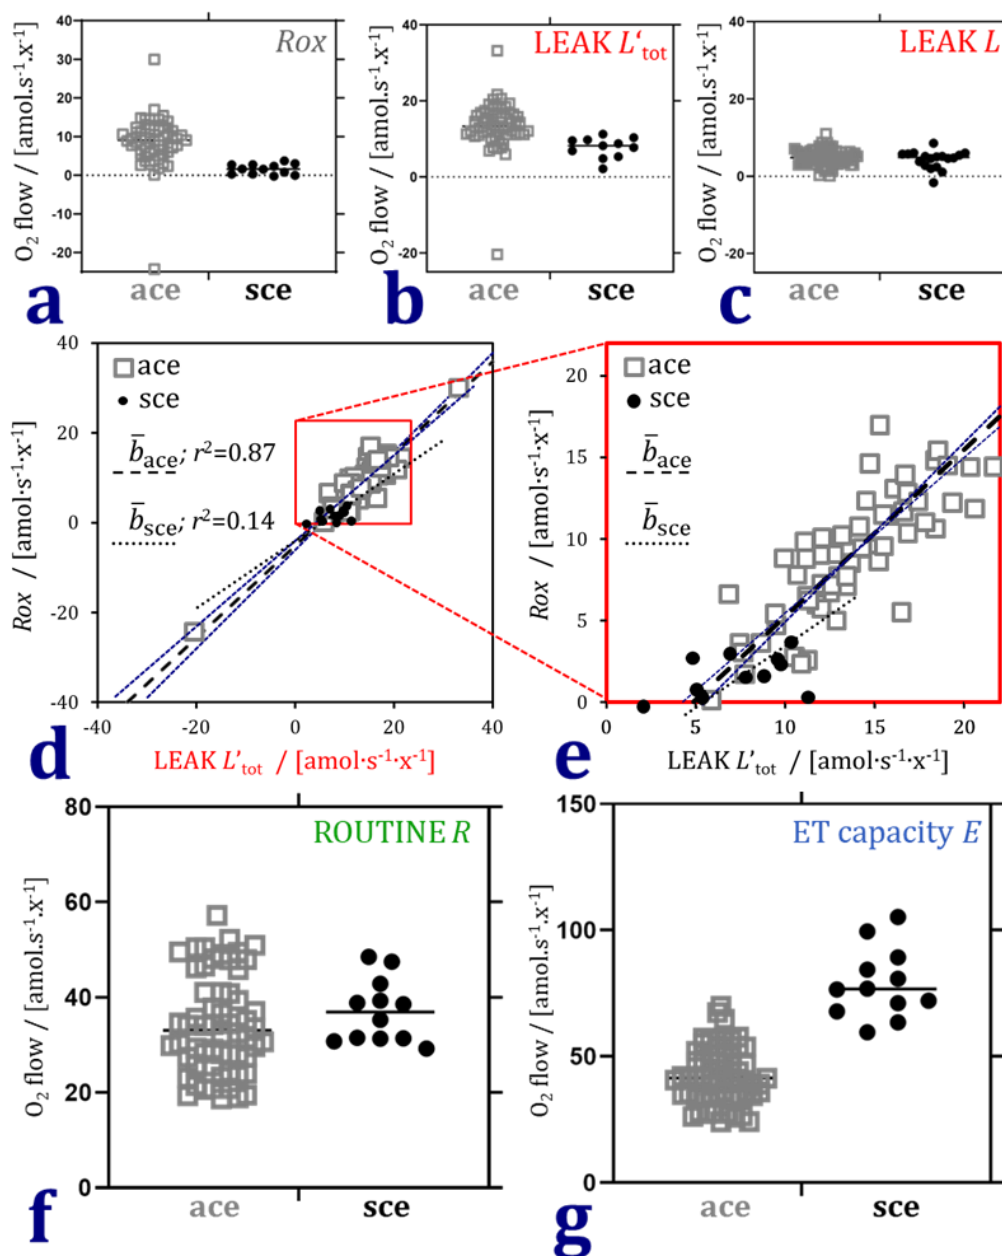 Rox
O₂ flow / [amol.s⁻¹.x⁻¹]
40
30
20
10
0
-10
-20
ace
sce
a
LEAK L'tot
O₂ flow / [amol.s⁻¹.x⁻¹]
40
20
0
-20
ace
sce
b
LEAK L
O₂ flow / [amol.s⁻¹.x⁻¹]
40
20
0
-20
ace
sce
c
Rox / [amol·s⁻¹·x⁻¹]
40
20
0
-20
-40
ace
sce
b̄ace; r²=0.87
b̄sce; r²=0.14
-40
-20
0
20
40
LEAK L'tot / [amol·s⁻¹·x⁻¹]
d
Rox / [amol·s⁻¹·x⁻¹]
20
15
10
5
0
ace
sce
b̄ace
b̄sce
0
5
10
15
20
LEAK L'tot / [amol·s⁻¹·x⁻¹]
e
ROUTINE R
O₂ flow / [amol.s⁻¹.x⁻¹]
80
60
40
20
0
ace
sce
f
ET capacity E
O₂ flow / [amol.s⁻¹.x⁻¹]
150
100
50
0
ace
sce
g